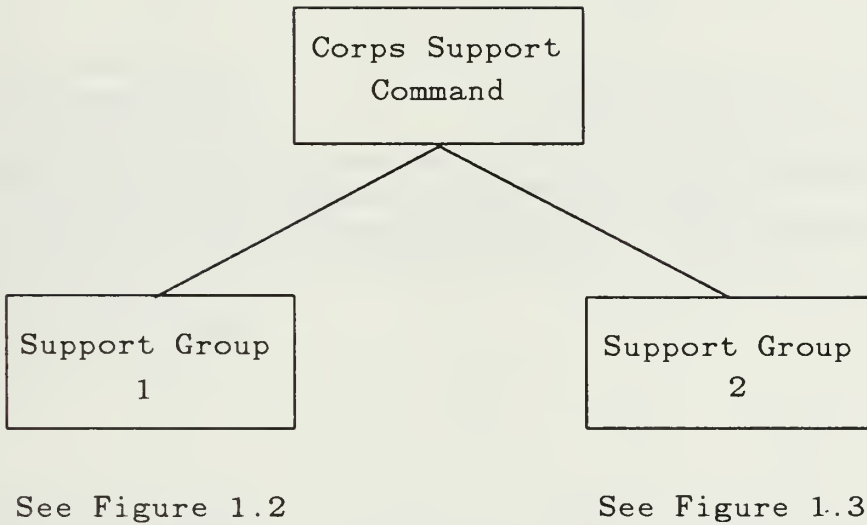 Corps Support
Command
Support Group
1
Support Group
2
See Figure 1.2
See Figure 1.3